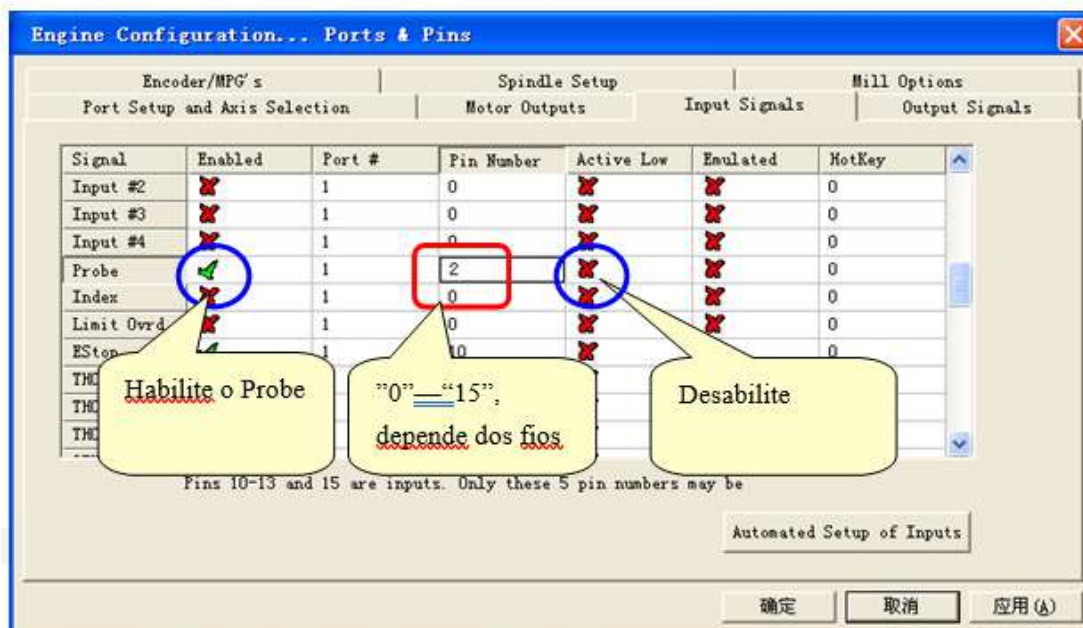 Engine Configuration... Ports & Pins
Encoder/MPG's Spindle Setup Mill Options
Port Setup and Axis Selection Motor Outputs Input Signals Output Signals
Signal Enabled Port # Pin Number Active Low Emulated HotKey
Input #2 1 0 0
Input #3 1 0 0
Input #4 1 0 0
Probe 1 2 0
Index 1 0 0
Limit Ovrd 1 0 0
EStop 1 10 0
Habilite o Probe
”0”—“15”,
depende dos fios
Desabilite
Pins 10-13 and 15 are inputs. Only these 5 pin numbers may be
Automated Setup of Inputs
确定 取消 应用(A)